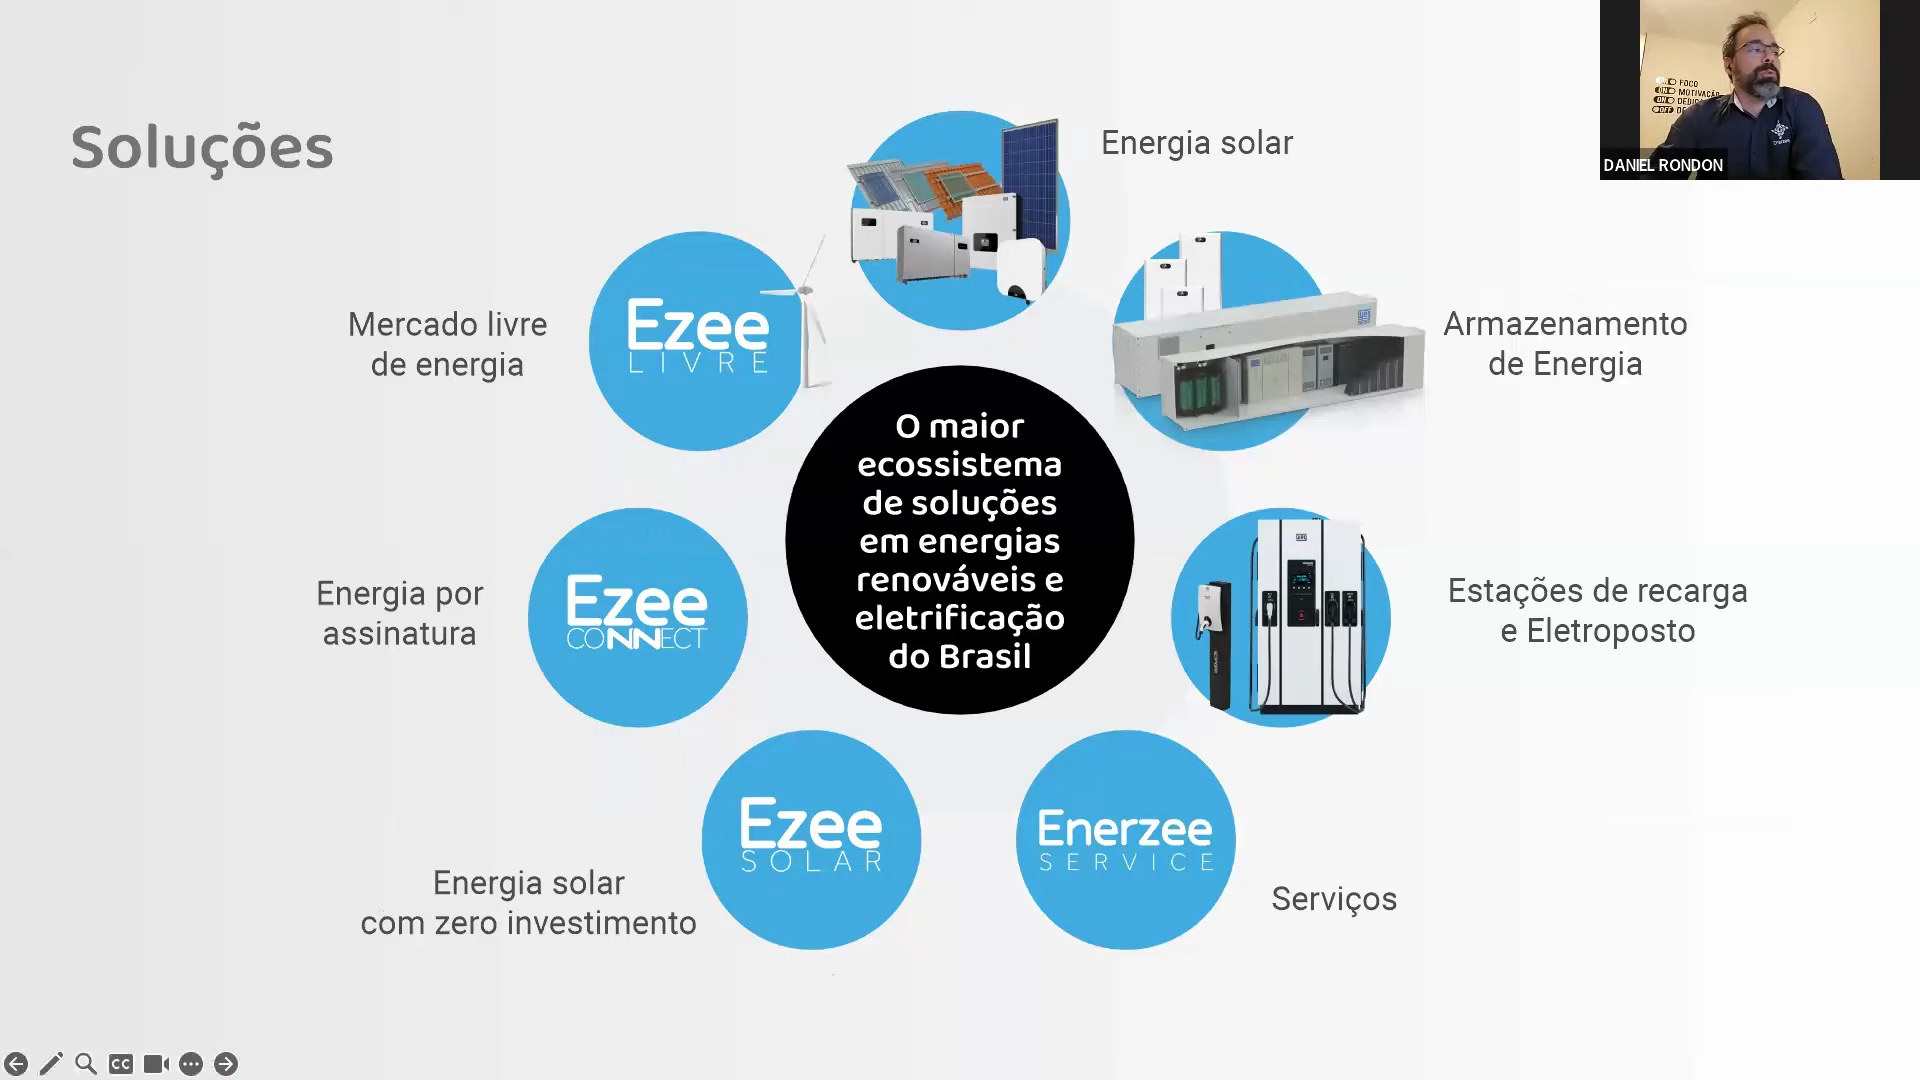 Soluções
Energia solar
FOCO
MOTIVAÇÃO
DANIEL RONDON
Mercado livre
de energia
Ezee
LIVRE
Armazenamento
de Energia
O maior
ecossistema
de soluções
em energias
renováveis e
eletrificação
do Brasil
Energia por
assinatura
Ezee
CONNECT
Estações de recarga
e Eletroposto
Ezee
SOLAR
Enerzee
SERVICE
Energia solar
com zero investimento
Serviços
CC